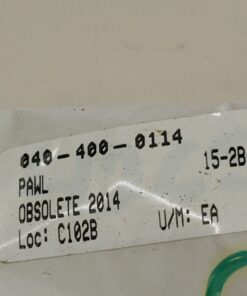 040-400-0114
15-2B
PAWL
OBSOLETE 2014
Loc: C102B U/M: EA